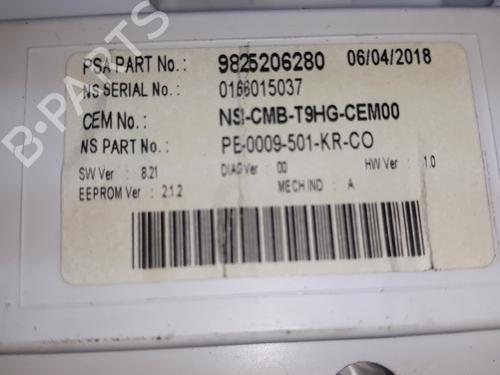 PSA PART No.: 9825206280 06/04/2018
NS SERIAL No.: 0166015037
CEM No.: NSI-CMB-T9HG-CEM00
NS PART No.: PE-0009-501-KR-CO
SW Ver : 8.21 DIAG Ver : 00 HW Ver : 1.0
EEPROM Ver : 2.1.2 MECH IND : A
B PARTS